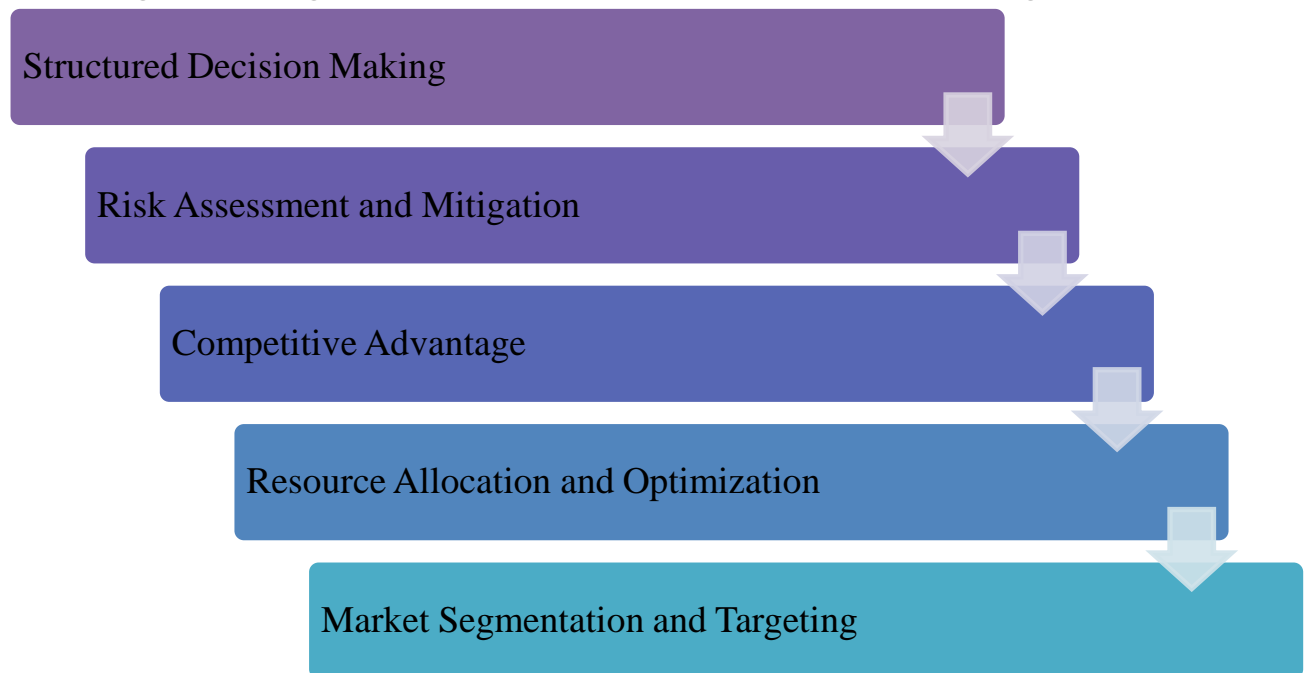 Structured Decision Making
Risk Assessment and Mitigation
Competitive Advantage
Resource Allocation and Optimization
Market Segmentation and Targeting